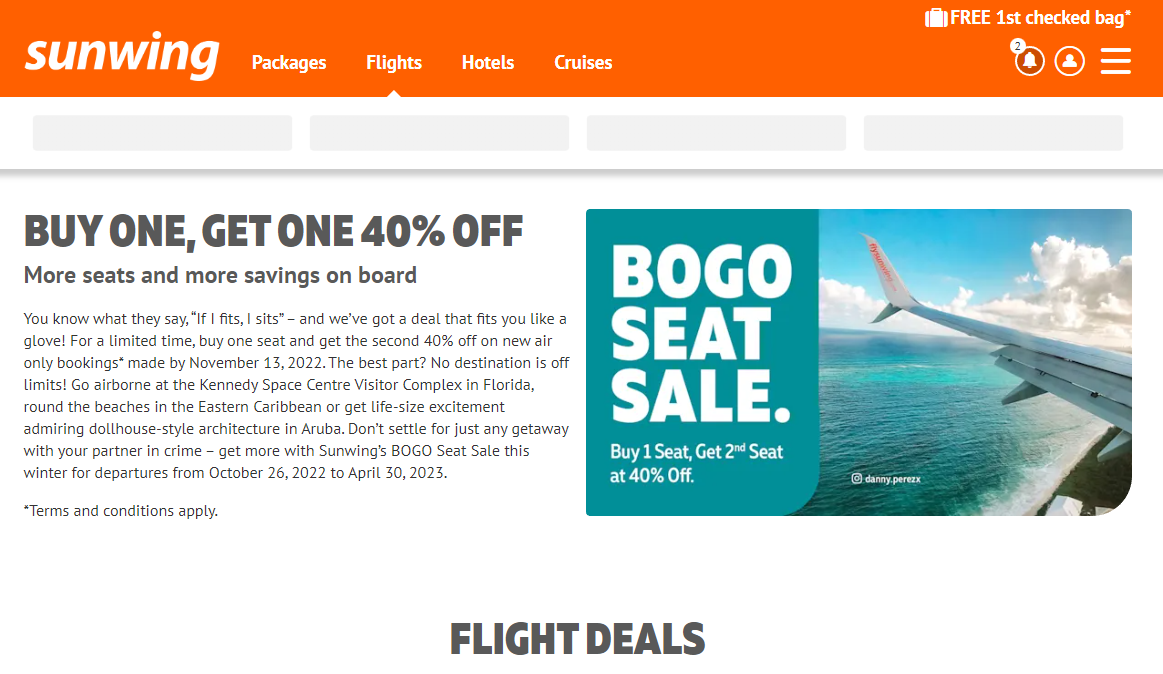 FREE 1st checked bag*
sunwing
Packages
Flights
Hotels
Cruises
2
BUY ONE, GET ONE 40% OFF
More seats and more savings on board
You know what they say, “If I fits, I sits” – and we’ve got a deal that fits you like a
glove! For a limited time, buy one seat and get the second 40% off on new air
only bookings* made by November 13, 2022. The best part? No destination is off
limits! Go airborne at the Kennedy Space Centre Visitor Complex in Florida,
round the beaches in the Eastern Caribbean or get life-size excitement
admiring dollhouse-style architecture in Aruba. Don’t settle for just any getaway
with your partner in crime – get more with Sunwing’s BOGO Seat Sale this
winter for departures from October 26, 2022 to April 30, 2023.
*Terms and conditions apply.
BOGO
SEAT
SALE.
Buy 1 Seat, Get 2nd Seat
at 40% Off.
flysunwing.com
danny.perezx
FLIGHT DEALS